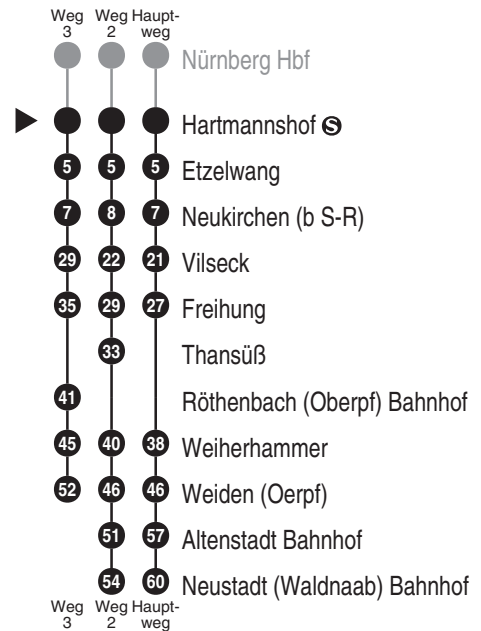 Weg Weg Haupt-
3 2 weg
Nürnberg Hbf
Hartmannshof S
5 5 5 Etzelwang
7 8 7 Neukirchen (b S-R)
29 22 21 Vilseck
35 29 27 Freihung
33 Thansüß
41 Röthenbach (Oberpf) Bahnhof
45 40 38 Weiherhammer
52 46 46 Weiden (Oerpf)
51 57 Altenstadt Bahnhof
54 60 Neustadt (Waldnaab) Bahnhof
Weg Weg Haupt-
3 2 weg